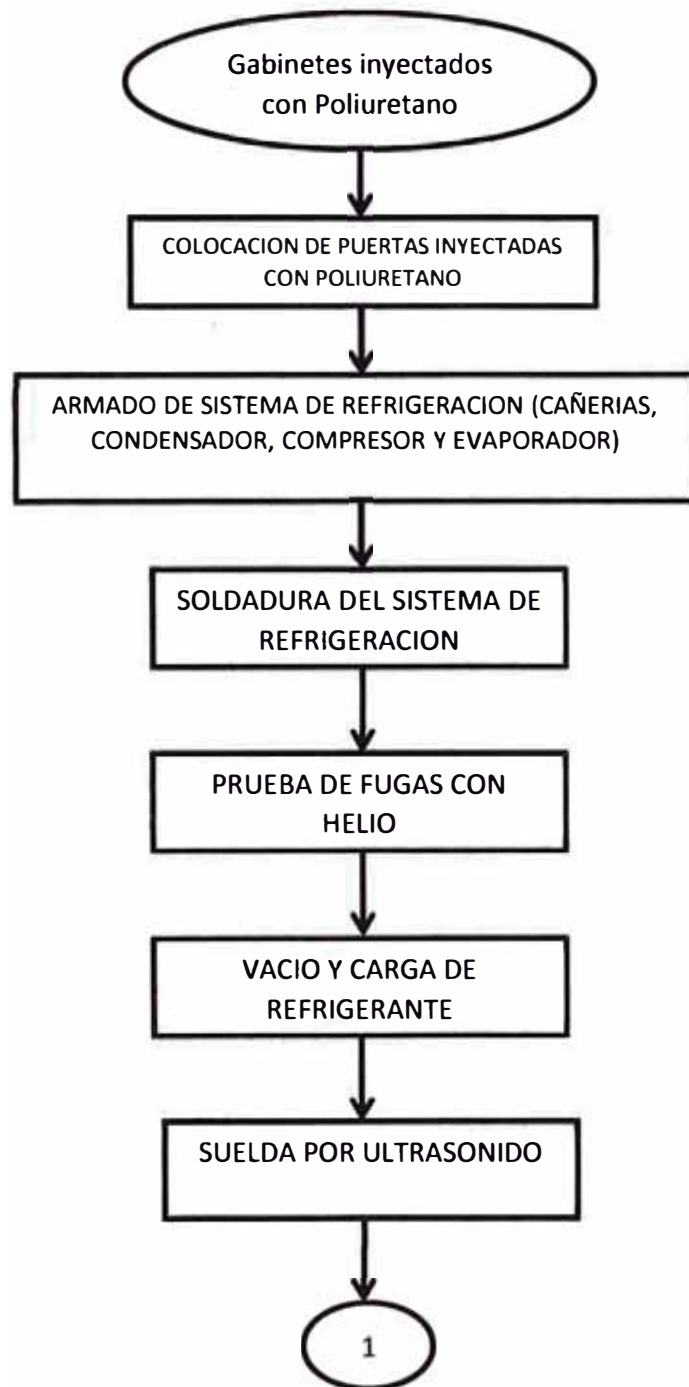 Gabinetes inyectados
con Poliuretano
COLOCACION DE PUERTAS INYECTADAS
CON POLIURETANO
ARMADO DE SISTEMA DE REFRIGERACION (CAÑERIAS,
CONDENSADOR, COMPRESOR Y EVAPORADOR)
SOLDADURA DEL SISTEMA DE
REFRIGERACION
PRUEBA DE FUGAS CON
HELIO
VACIO Y CARGA DE
REFRIGERANTE
SUELDA POR ULTRASONIDO
1